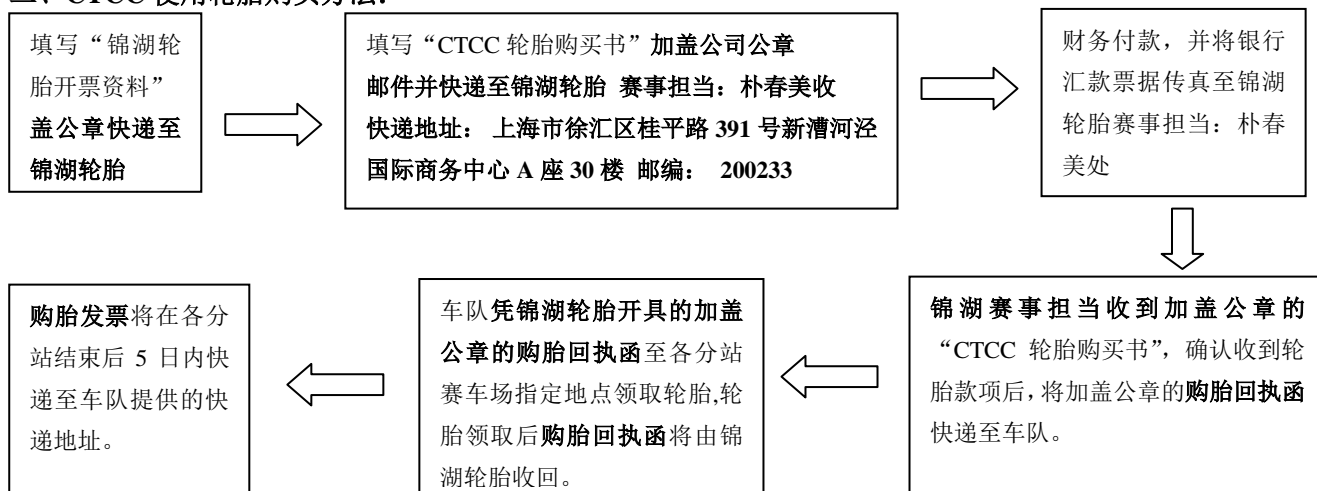 填写“锦湖轮
胎开票资料”
盖公章快递至
锦湖轮胎
填写“CTCC 轮胎购买书”加盖公司公章
邮件并快递至锦湖轮胎 赛事担当：朴春美收
快递地址： 上海市徐汇区桂平路 391 号新漕河泾
国际商务中心 A 座 30 楼 邮编： 200233
财务付款，并将银行
汇款票据传真至锦湖
轮胎赛事担当：朴春
美处
锦湖赛事担当收到加盖公章的
“CTCC 轮胎购买书”，确认收到轮
胎款项后，将加盖公章的购胎回执函
快递至车队。
车队凭锦湖轮胎开具的加盖
公章的购胎回执函至各分站
赛车场指定地点领取轮胎,轮
胎领取后购胎回执函将由锦
湖轮胎收回。
购胎发票将在各分
站结束后 5 日内快
递至车队提供的快
递地址。